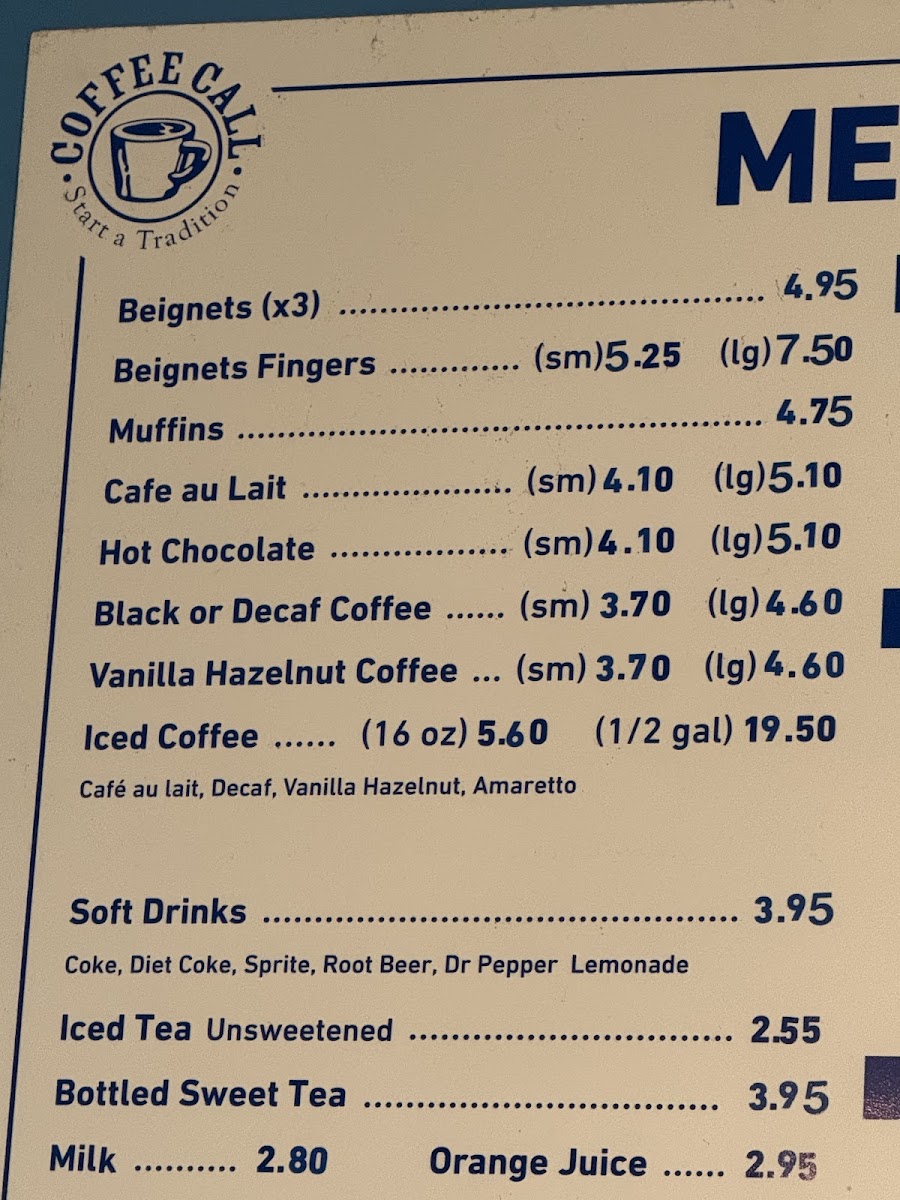 COFFEE CALL
• Start a Tradition •
ME
Beignets (x3) ........................................... 4.95
Beignets Fingers ............. (sm) 5.25 (lg) 7.50
Muffins ..................................................... 4.75
Cafe au Lait ..................... (sm) 4.10 (lg) 5.10
Hot Chocolate .................. (sm) 4.10 (lg) 5.10
Black or Decaf Coffee ...... (sm) 3.70 (lg) 4.60
Vanilla Hazelnut Coffee ... (sm) 3.70 (lg) 4.60
Iced Coffee ...... (16 oz) 5.60 (1/2 gal) 19.50
Café au lait, Decaf, Vanilla Hazelnut, Amaretto
Soft Drinks ............................................... 3.95
Coke, Diet Coke, Sprite, Root Beer, Dr Pepper Lemonade
Iced Tea Unsweetened ................................ 2.55
Bottled Sweet Tea .................................. 3.95
Milk .......... 2.80 Orange Juice ...... 2.95